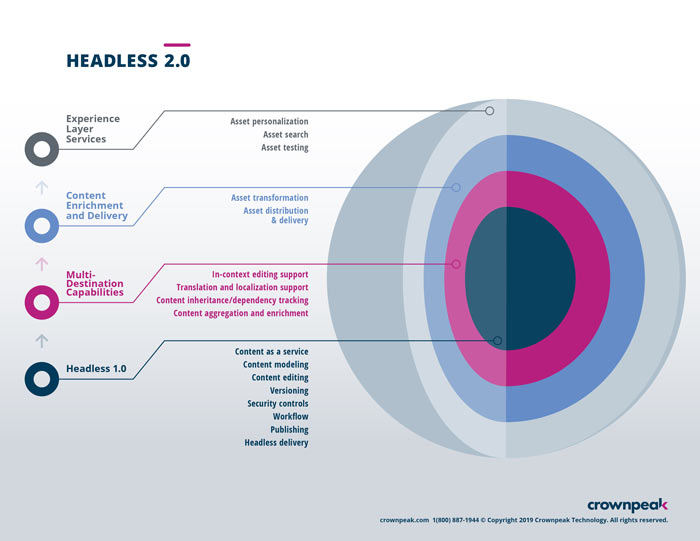 HEADLESS 2.0
Experience
Layer
Services
Asset personalization
Asset search
Asset testing
Content
Enrichment
and Delivery
Asset transformation
Asset distribution
& delivery
Multi-
Destination
Capabilities
In-context editing support
Translation and localization support
Content inheritance/dependency tracking
Content aggregation and enrichment
Headless 1.0
Content as a service
Content modeling
Content editing
Versioning
Security controls
Workflow
Publishing
Headless delivery
crownpeak
crownpeak.com 1(800) 887-1944 © Copyright 2019 Crownpeak Technology. All rights reserved.